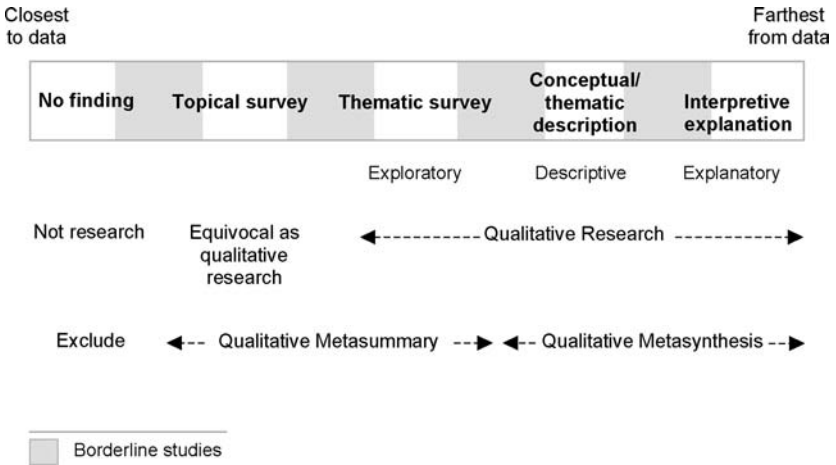 Closest
to data
Farthest
from data
No finding
Topical survey
Thematic survey
Conceptual/
thematic
description
Interpretive
explanation
Exploratory
Descriptive
Explanatory
Not research
Equivocal as
qualitative
research
Qualitative Research
Exclude
Qualitative Metasummary
Qualitative Metasynthesis
Borderline studies